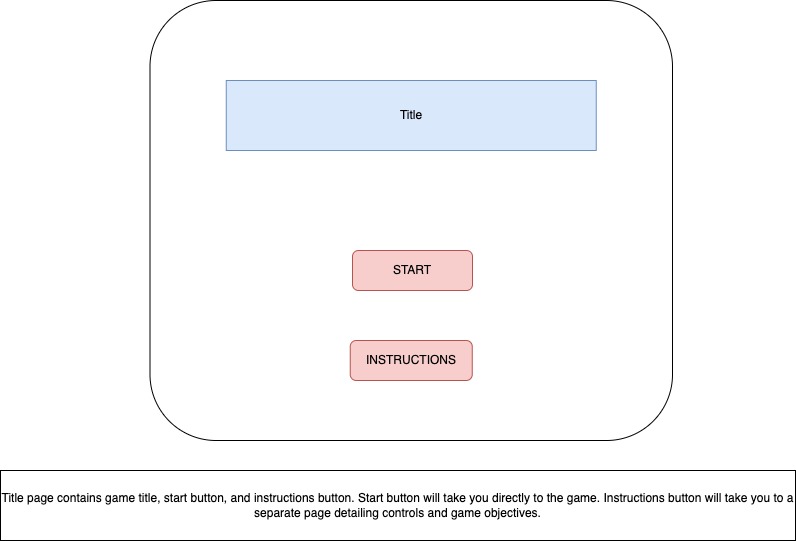 Title
START
INSTRUCTIONS
Title page contains game title, start button, and instructions button. Start button will take you directly to the game. Instructions button will take you to a
separate page detailing controls and game objectives.